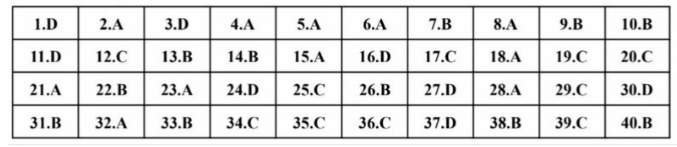 1.D 2.A 3.D 4.A 5.A 6.A 7.B 8.A 9.B 10.B
11.D 12.C 13.B 14.B 15.A 16.D 17.C 18.A 19.C 20.C
21.A 22.B 23.A 24.D 25.C 26.B 27.D 28.A 29.C 30.D
31.B 32.A 33.B 34.C 35.C 36.C 37.D 38.B 39.C 40.B